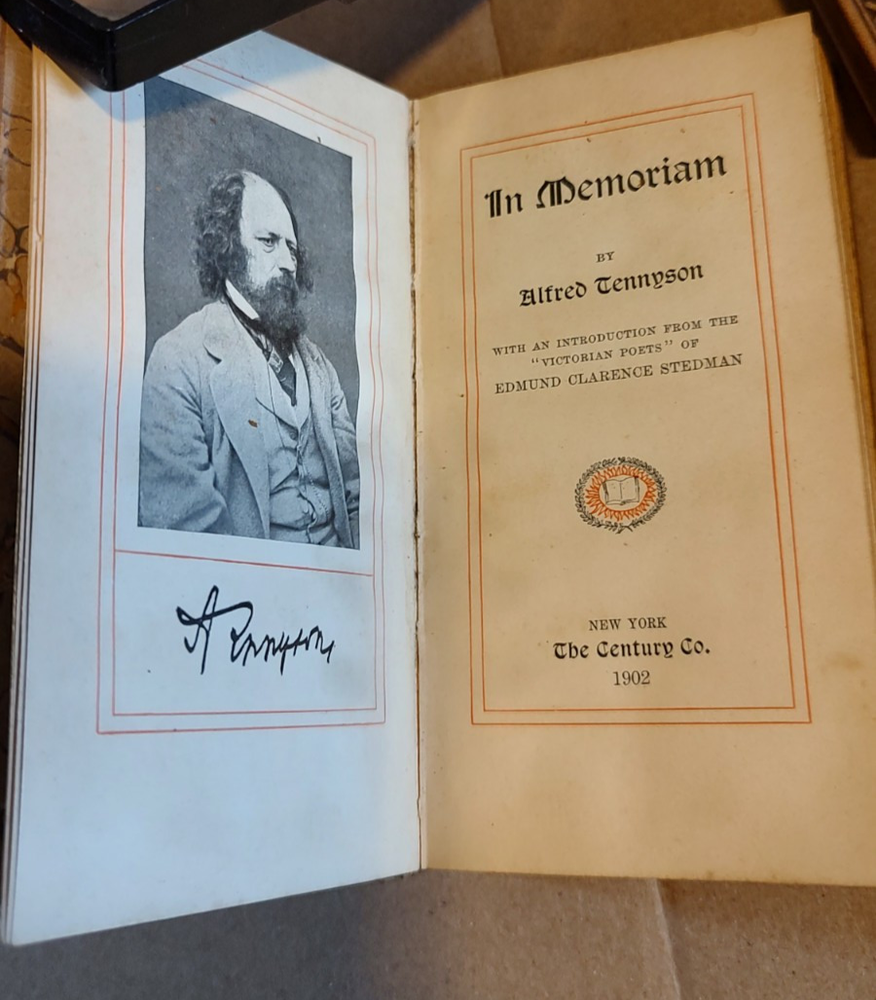 A Tennyson
In Memoriam
BY
Alfred Tennyson
WITH AN INTRODUCTION FROM THE
"VICTORIAN POETS" OF
EDMUND CLARENCE STEDMAN
NEW YORK
The Century Co.
1902